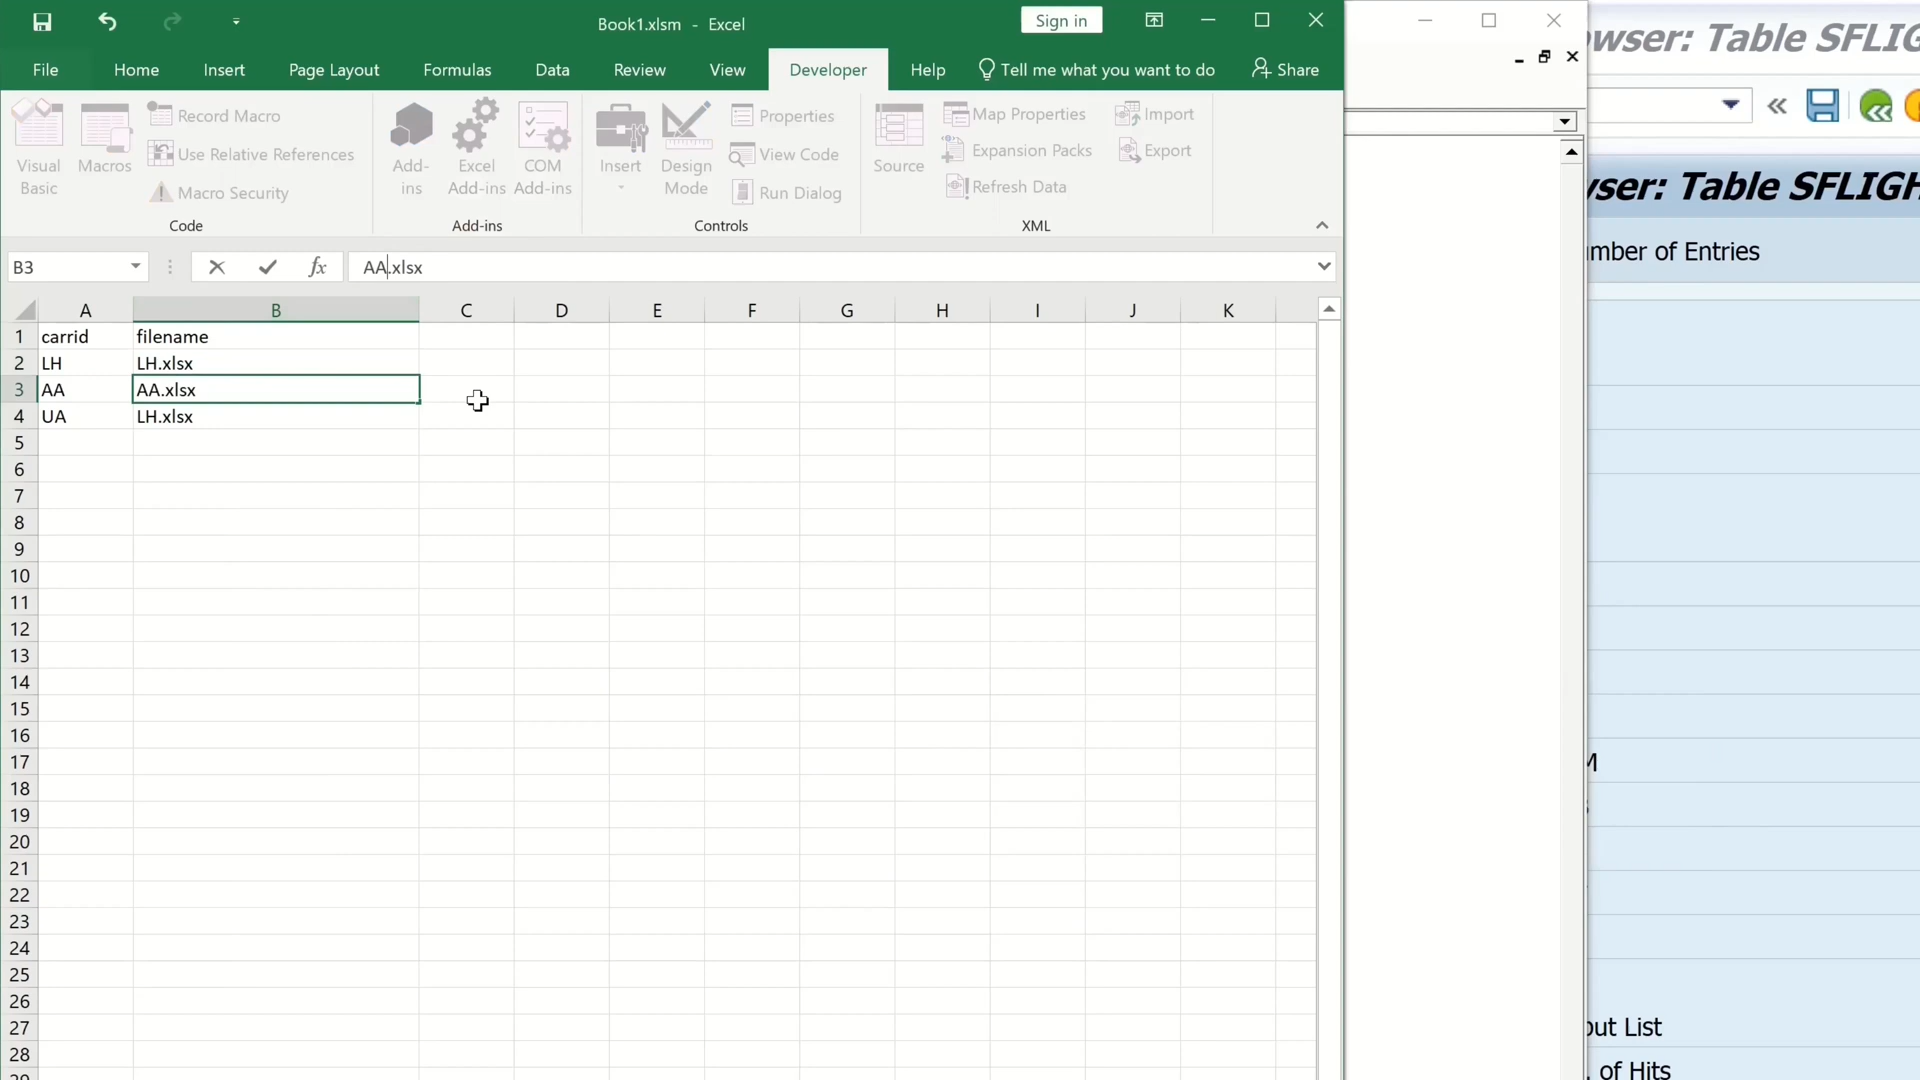 Book1.xlsm - Excel
Sign in
File Home Insert Page Layout Formulas Data Review View Developer Help Tell me what you want to do Share
Visual Basic
Macros
Record Macro
Use Relative References
Macro Security
Code
Add-ins
Excel Add-ins
COM Add-ins
Add-ins
Insert
Design Mode
Properties
View Code
Run Dialog
Controls
Source
Map Properties
Expansion Packs
Refresh Data
Import
Export
XML
B3 fx AA.xlsx
A B C D E F G H I J K
1 carrid filename
2 LH LH.xlsx
3 AA AA.xlsx
4 UA LH.xlsx
5
6
7
8
9
10
11
12
13
14
15
16
17
18
19
20
21
22
23
24
25
26
27
28
wser: Table SFLIG
wser: Table SFLIGH
mber of Entries
out List
. of Hits